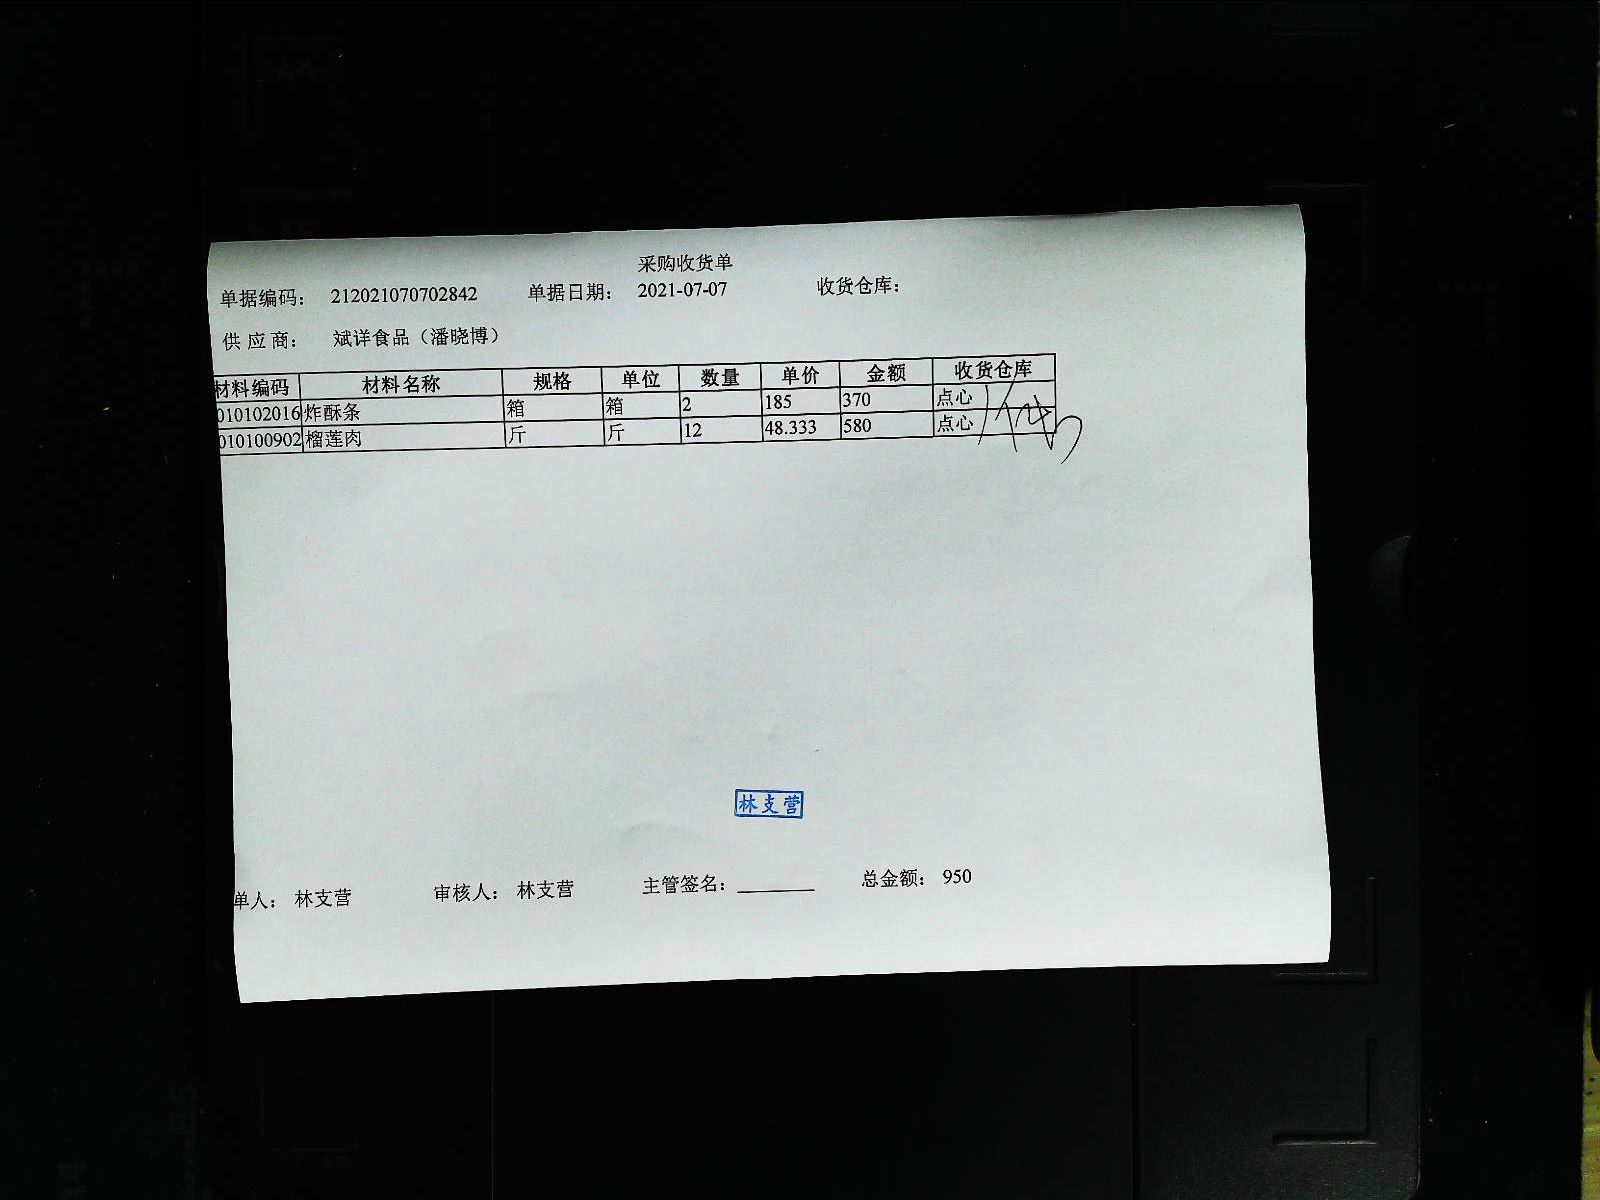 采购收货单
单据编码: 212021070702842 单据日期: 2021-07-07 收货仓库:
供应商: 斌洋食品（潘晓博）
材料编码 材料名称 规格 单位 数量 单价 金额 收货仓库
010102016 炸酥条 箱 箱 2 185 370 点心
010100902 榴莲肉 斤 斤 12 48.333 580 点心
林支营
单人: 林支营 审核人: 林支营 主管签名: 总金额: 950